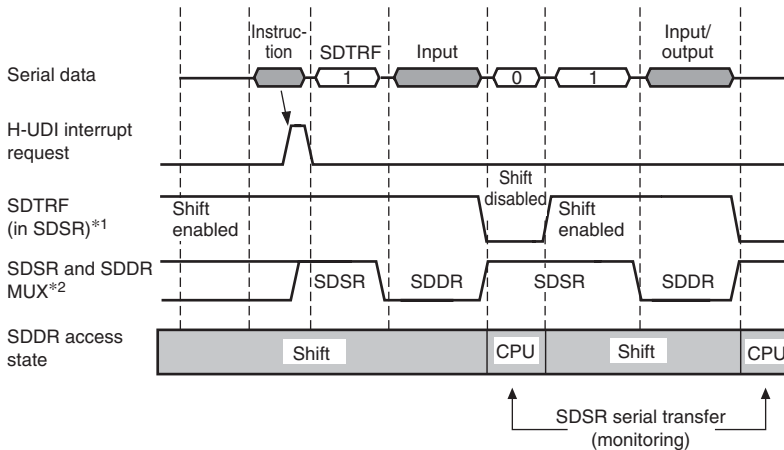 Instruc-
tion
SDTRF
Input
Input/
output
Serial data
1
0
1
H-UDI interrupt
request
Shift
disabled
SDTRF
(in SDSR)*1
Shift
enabled
Shift
enabled
SDSR and SDDR
MUX*2
SDSR
SDDR
SDSR
SDDR
SDDR access
state
Shift
CPU
Shift
CPU
SDSR serial transfer
(monitoring)